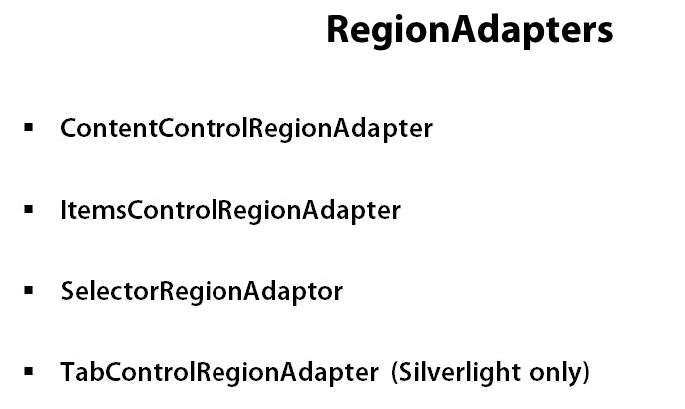 RegionAdapters
▪ ContentControlRegionAdapter
▪ ItemsControlRegionAdapter
▪ SelectorRegionAdaptor
▪ TabControlRegionAdapter (Silverlight only)